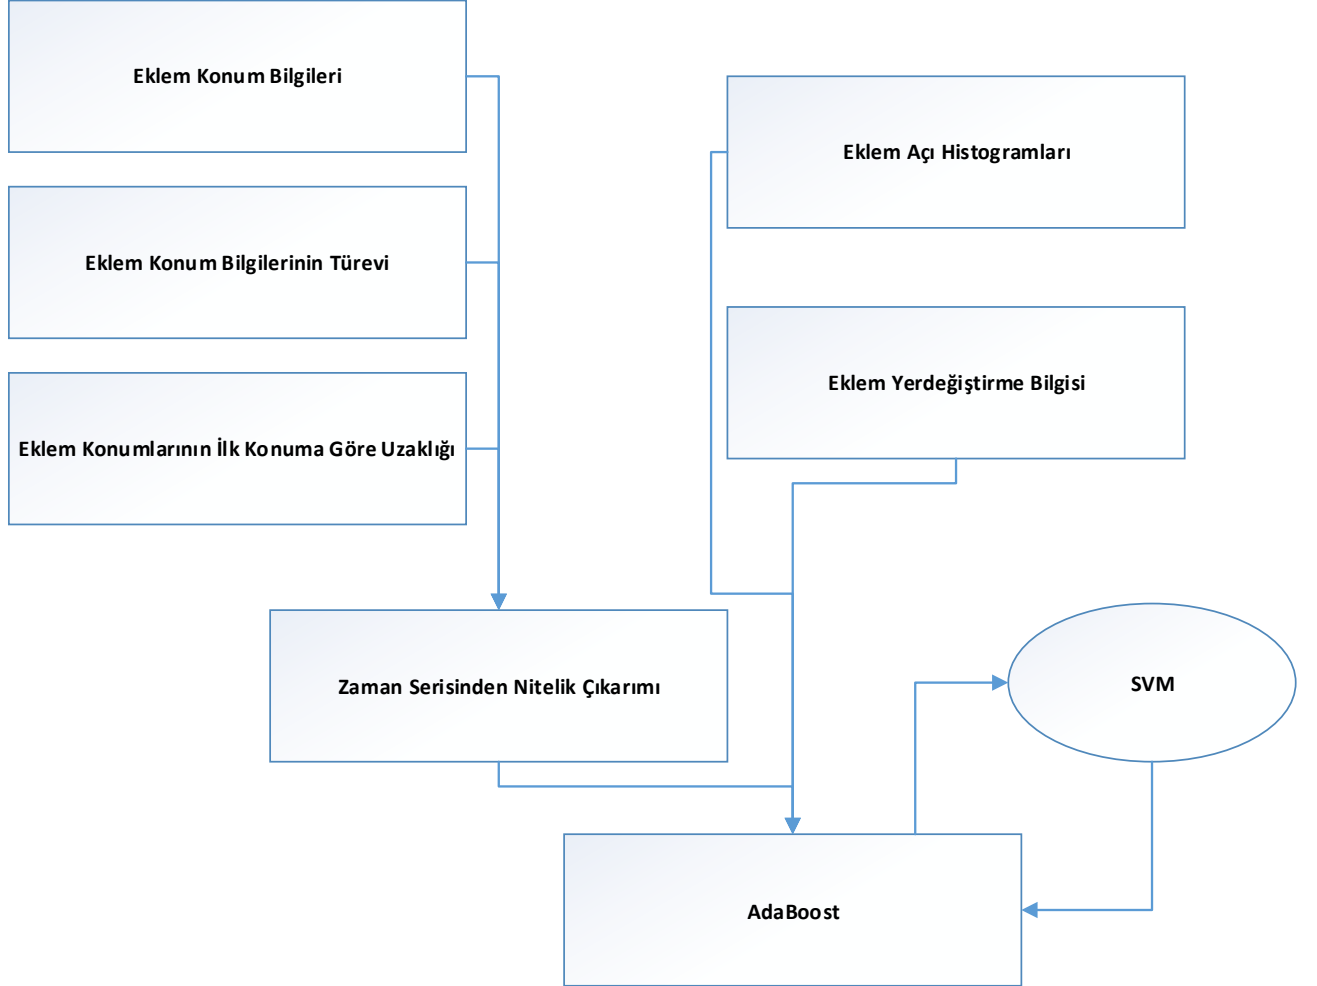 Eklem Konum Bilgileri
Eklem Konum Bilgilerinin Türevi
Eklem Konumlarının İlk Konuma Göre Uzaklığı
Eklem Açı Histogramları
Eklem Yerdeğiştirme Bilgisi
Zaman Serisinden Nitelik Çıkarımı
SVM
AdaBoost